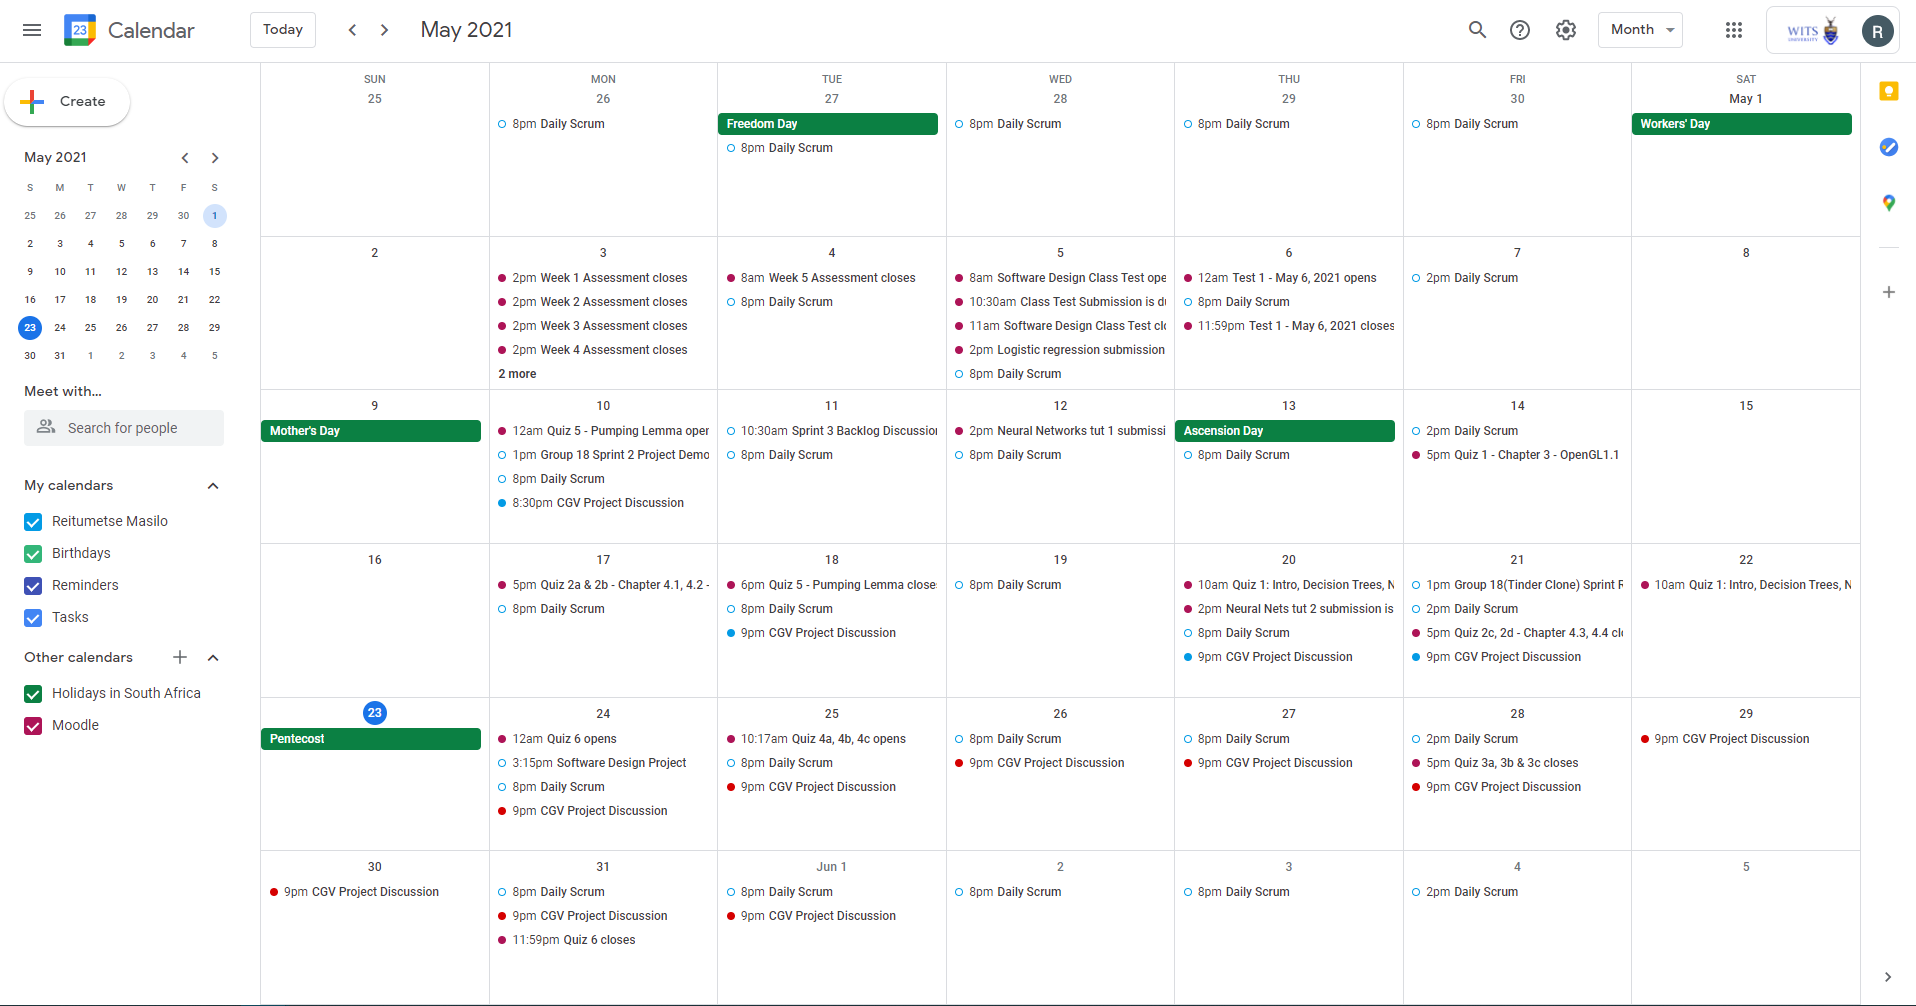 23 Calendar Today May 2021 Month WITS UNIVERSITY R
Create
May 2021
S M T W T F S
25 26 27 28 29 30 1
2 3 4 5 6 7 8
9 10 11 12 13 14 15
16 17 18 19 20 21 22
23 24 25 26 27 28 29
30 31 1 2 3 4 5
Meet with...
Search for people
My calendars
Reitumetse Masilo
Birthdays
Reminders
Tasks
Other calendars
Holidays in South Africa
Moodle
SUN MON TUE WED THU FRI SAT
25
26
8pm Daily Scrum
27
Freedom Day
8pm Daily Scrum
28
8pm Daily Scrum
29
8pm Daily Scrum
30
8pm Daily Scrum
May 1
Workers' Day
2
3
2pm Week 1 Assessment closes
2pm Week 2 Assessment closes
2pm Week 3 Assessment closes
2pm Week 4 Assessment closes
2 more
4
8am Week 5 Assessment closes
8pm Daily Scrum
5
8am Software Design Class Test ope
10:30am Class Test Submission is du
11am Software Design Class Test clo
2pm Logistic regression submission
8pm Daily Scrum
6
12am Test 1 - May 6, 2021 opens
8pm Daily Scrum
11:59pm Test 1 - May 6, 2021 closes
7
2pm Daily Scrum
8
9
Mother's Day
10
12am Quiz 5 - Pumping Lemma oper
1pm Group 18 Sprint 2 Project Demo
8pm Daily Scrum
8:30pm CGV Project Discussion
11
10:30am Sprint 3 Backlog Discussion
8pm Daily Scrum
12
2pm Neural Networks tut 1 submissi
8pm Daily Scrum
13
Ascension Day
8pm Daily Scrum
14
2pm Daily Scrum
5pm Quiz 1 - Chapter 3 - OpenGL1.1
15
16
17
5pm Quiz 2a & 2b - Chapter 4.1, 4.2 -
8pm Daily Scrum
18
6pm Quiz 5 - Pumping Lemma close
8pm Daily Scrum
9pm CGV Project Discussion
19
8pm Daily Scrum
20
10am Quiz 1: Intro, Decision Trees, N
2pm Neural Nets tut 2 submission is
8pm Daily Scrum
9pm CGV Project Discussion
21
1pm Group 18(Tinder Clone) Sprint R
2pm Daily Scrum
5pm Quiz 2c, 2d - Chapter 4.3, 4.4 clo
9pm CGV Project Discussion
22
10am Quiz 1: Intro, Decision Trees, N
23
Pentecost
24
12am Quiz 6 opens
3:15pm Software Design Project
8pm Daily Scrum
9pm CGV Project Discussion
25
10:17am Quiz 4a, 4b, 4c opens
8pm Daily Scrum
9pm CGV Project Discussion
26
8pm Daily Scrum
9pm CGV Project Discussion
27
8pm Daily Scrum
9pm CGV Project Discussion
28
2pm Daily Scrum
5pm Quiz 3a, 3b & 3c closes
9pm CGV Project Discussion
29
9pm CGV Project Discussion
30
9pm CGV Project Discussion
31
8pm Daily Scrum
9pm CGV Project Discussion
11:59pm Quiz 6 closes
Jun 1
8pm Daily Scrum
9pm CGV Project Discussion
2
8pm Daily Scrum
3
8pm Daily Scrum
4
2pm Daily Scrum
5